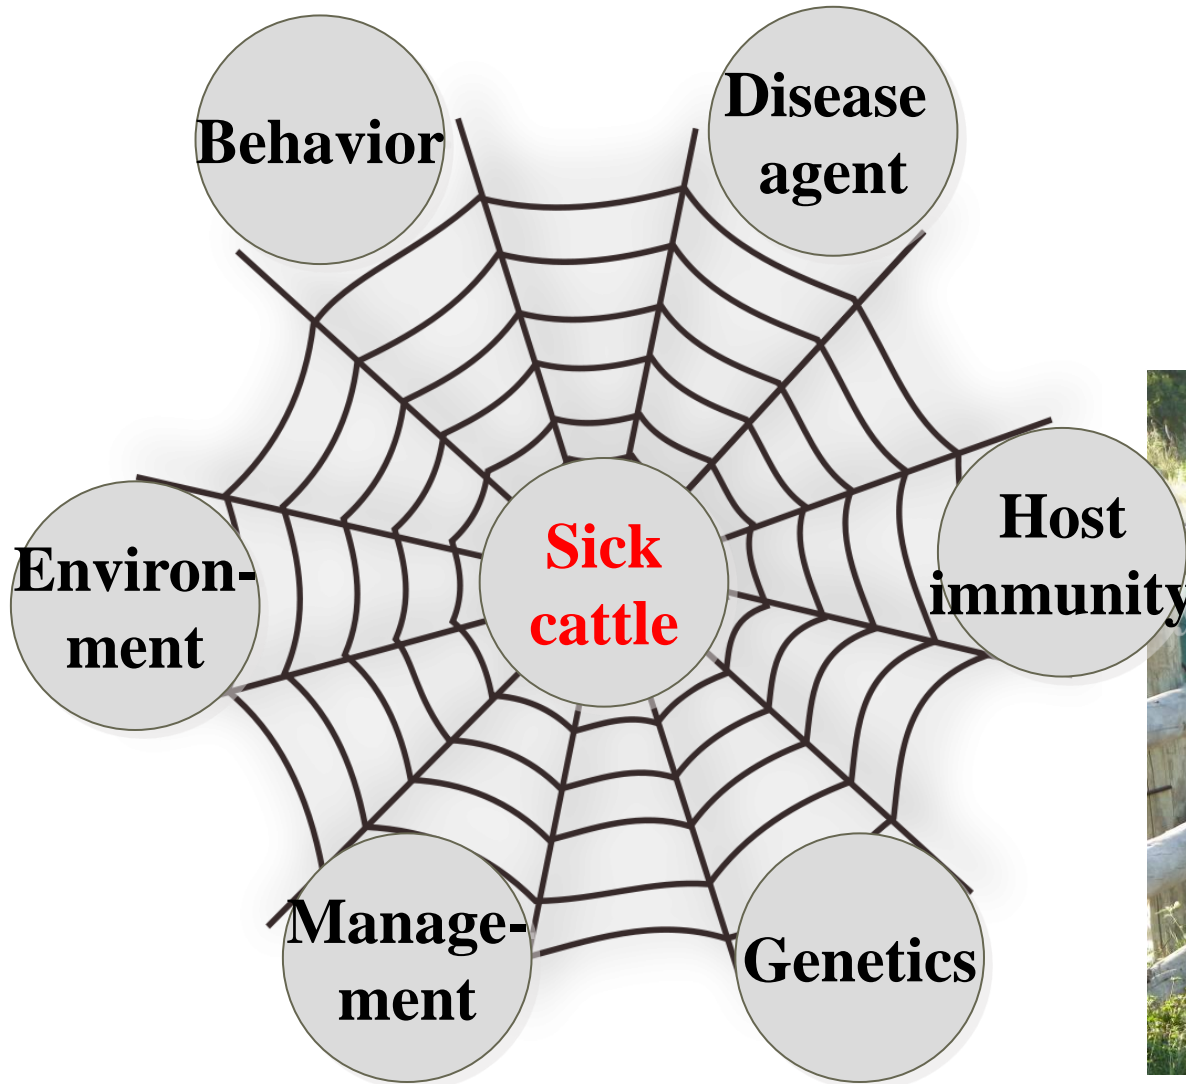 Behavior
Disease
agent
Host
immunity
Sick
cattle
Environ-
ment
Manage-
ment
Genetics